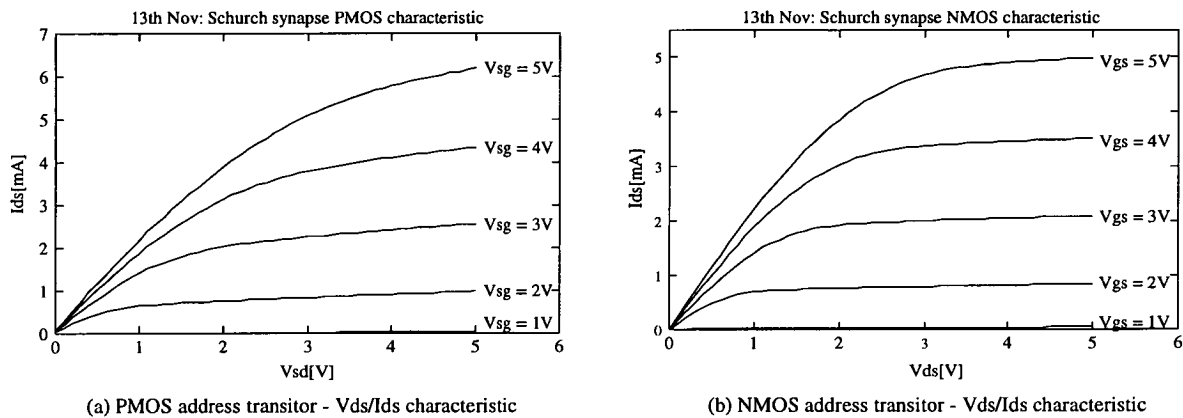 13th Nov: Schurch synapse PMOS characteristic
7
6
5
4
3
2
1
0
Ids[mA]
Vsg = 5V
Vsg = 4V
Vsg = 3V
Vsg = 2V
Vsg = 1V
0 1 2 3 4 5 6
Vsd[V]
(a) PMOS address transitor - Vds/Ids characteristic
13th Nov: Schurch synapse NMOS characteristic
5
4
3
2
1
0
Ids[mA]
Vgs = 5V
Vgs = 4V
Vgs = 3V
Vgs = 2V
Vgs = 1V
0 1 2 3 4 5 6
Vds[V]
(b) NMOS address transitor - Vds/Ids characteristic